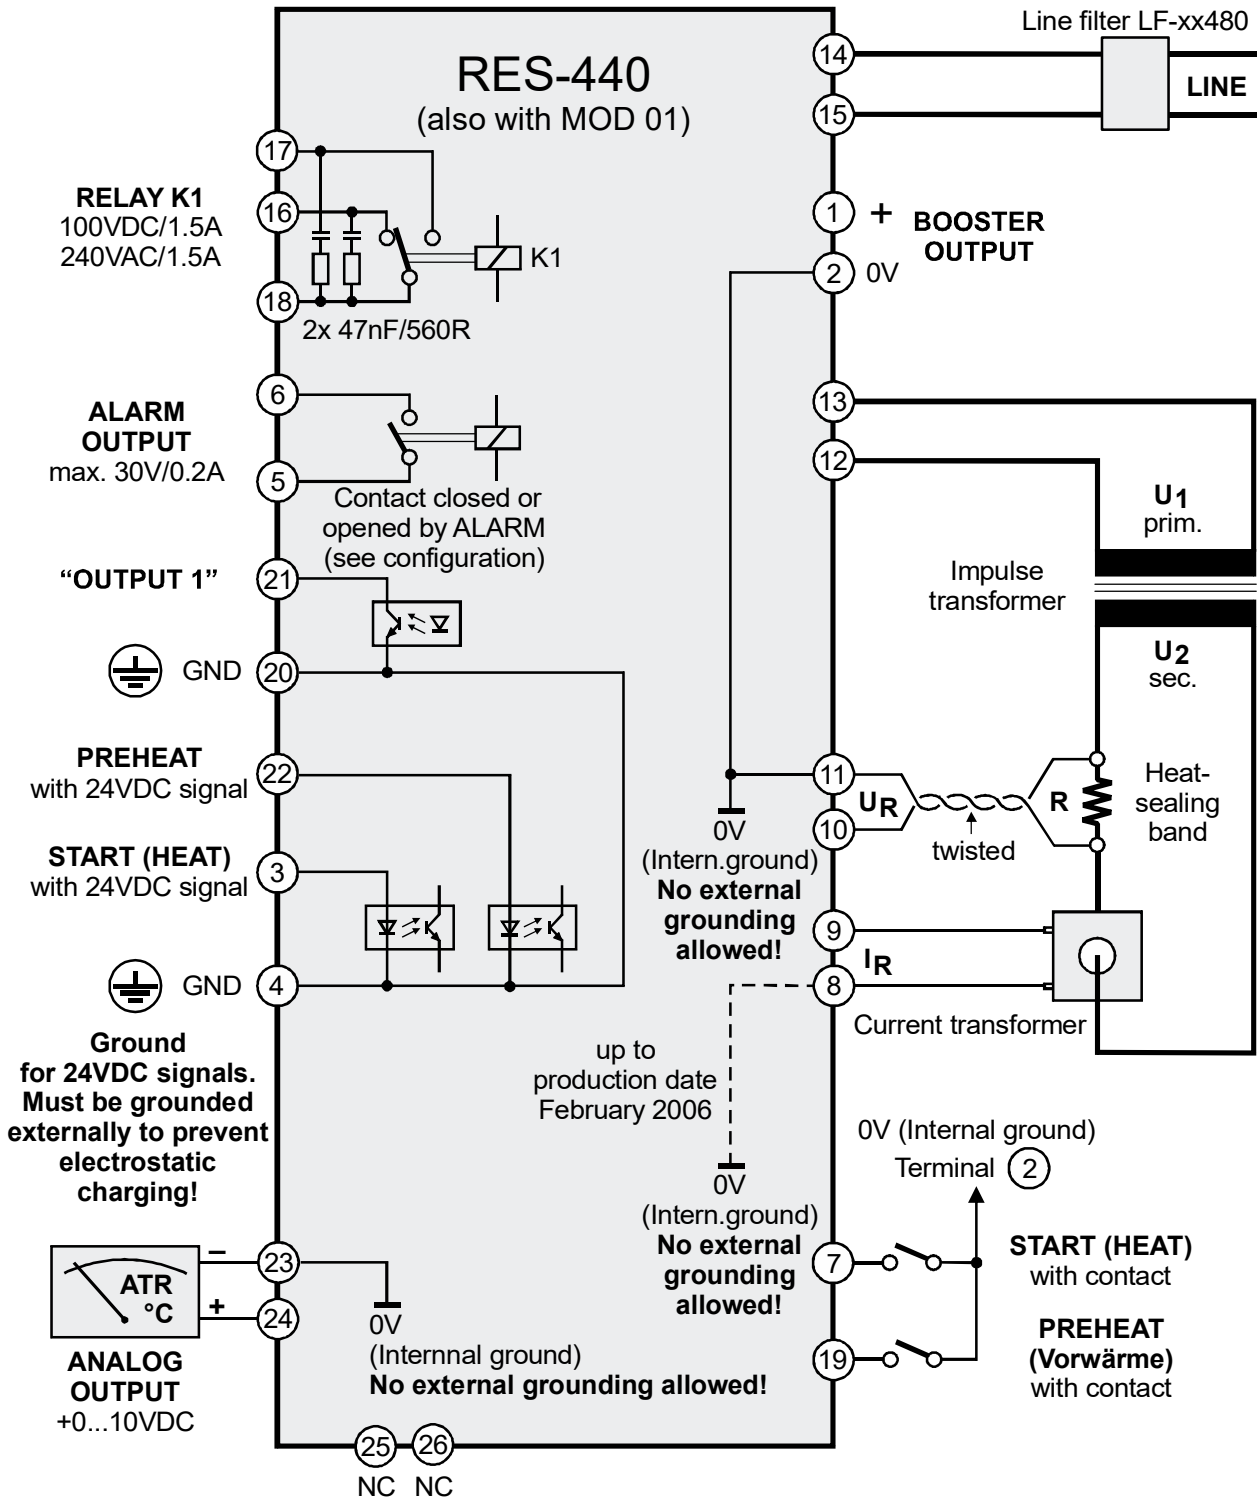 Line filter LF-xx480
14
RES-440
(also with MOD 01)
LINE
15
17
RELAY K1
100VDC/1.5A
240VAC/1.5A
16
K1
18
2x 47nF/560R
1
+
BOOSTER
OUTPUT
2
0V
6
ALARM
OUTPUT
max. 30V/0.2A
5
Contact closed or
opened by ALARM
(see configuration)
13
12
U1
prim.
Impulse
transformer
U2
sec.
“OUTPUT 1”
21
GND
20
PREHEAT
with 24VDC signal
22
START (HEAT)
with 24VDC signal
3
GND
4
Ground
for 24VDC signals.
Must be grounded
externally to prevent
electrostatic
charging!
11
UR
10
twisted
R
Heat-
sealing
band
0V
(Intern.ground)
No external
grounding
allowed!
9
IR
8
Current transformer
up to
production date
February 2006
0V
(Intern.ground)
No external
grounding
allowed!
0V (Internal ground)
Terminal 2
7
START (HEAT)
with contact
19
PREHEAT
(Vorwärme)
with contact
–
23
ATR
°C
+
24
ANALOG
OUTPUT
+0...10VDC
0V
(Internnal ground)
No external grounding allowed!
25 26
NC NC